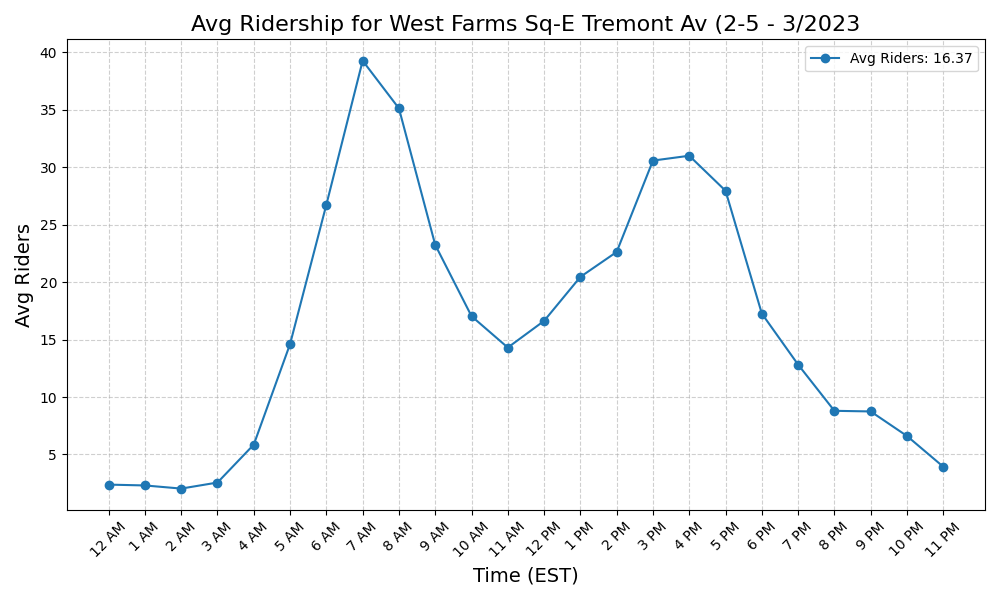 Avg Ridership for West Farms Sq-E Tremont Av (2-5 - 3/2023
Avg Riders: 16.37
40
35
30
25
20
15
10
5
Avg Riders
12 AM
1 AM
2 AM
3 AM
4 AM
5 AM
6 AM
7 AM
8 AM
9 AM
10 AM
11 AM
12 PM
1 PM
2 PM
3 PM
4 PM
5 PM
6 PM
7 PM
8 PM
9 PM
10 PM
11 PM
Time (EST)